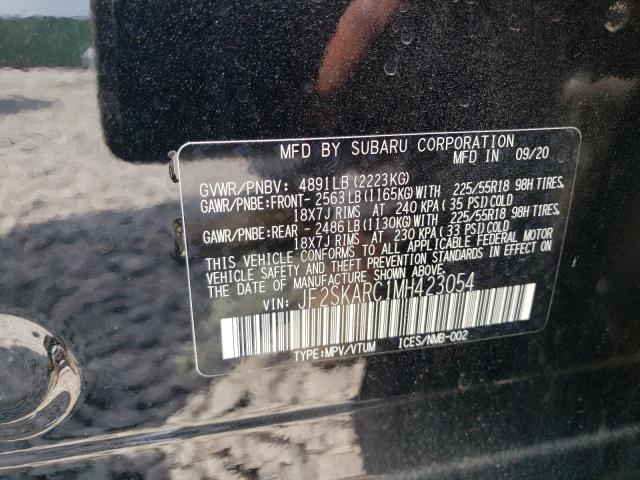 MFD BY SUBARU CORPORATION
MFD IN 09/20
GVWR/PNBV: 4891LB (2223KG)
GAWR/PNBE:FRONT- 2563LB (1165KG)WITH 225/55R18 98H TIRES,
18X7J RIMS AT 240 KPA (35 PSI)COLD
GAWR/PNBE:REAR - 2486LB (1130KG)WITH 225/55R18 98H TIRES,
18X7J RIMS AT 230 KPA (33 PSI)COLD
THIS VEHICLE CONFORMS TO ALL APPLICABLE FEDERAL MOTOR
VEHICLE SAFETY AND THEFT PREVENTION STANDARDS IN EFFECT ON
THE DATE OF MANUFACTURE SHOWN ABOVE.
VIN: JF2SKARC1MH423054
TYPE:MPV/VTUM ICES/NMB-002